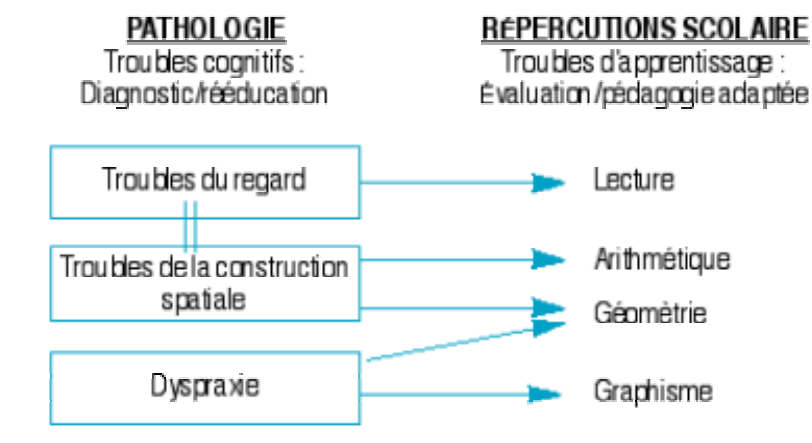 PATHOLOGIE
Troubles cognitifs :
Diagnostic/rééducation
RÉPERCUTIONS SCOLAIRE
Troubles d'apprentissage :
Évaluation/pédagogie adaptée
Troubles du regard
Lecture
Troubles de la construction
spatiale
Arithmétique
Géométrie
Dyspraxie
Graphisme